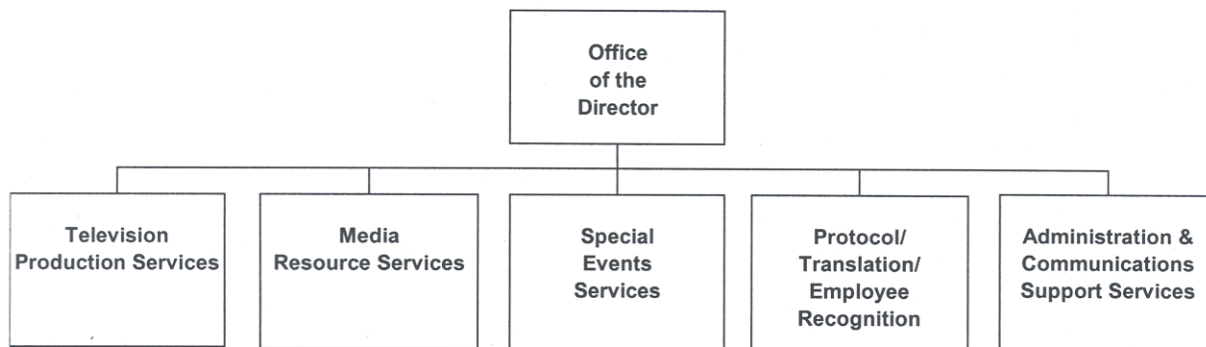 Office
of the
Director
Television
Production Services
Media
Resource Services
Special
Events
Services
Protocol/
Translation/
Employee
Recognition
Administration &
Communications
Support Services